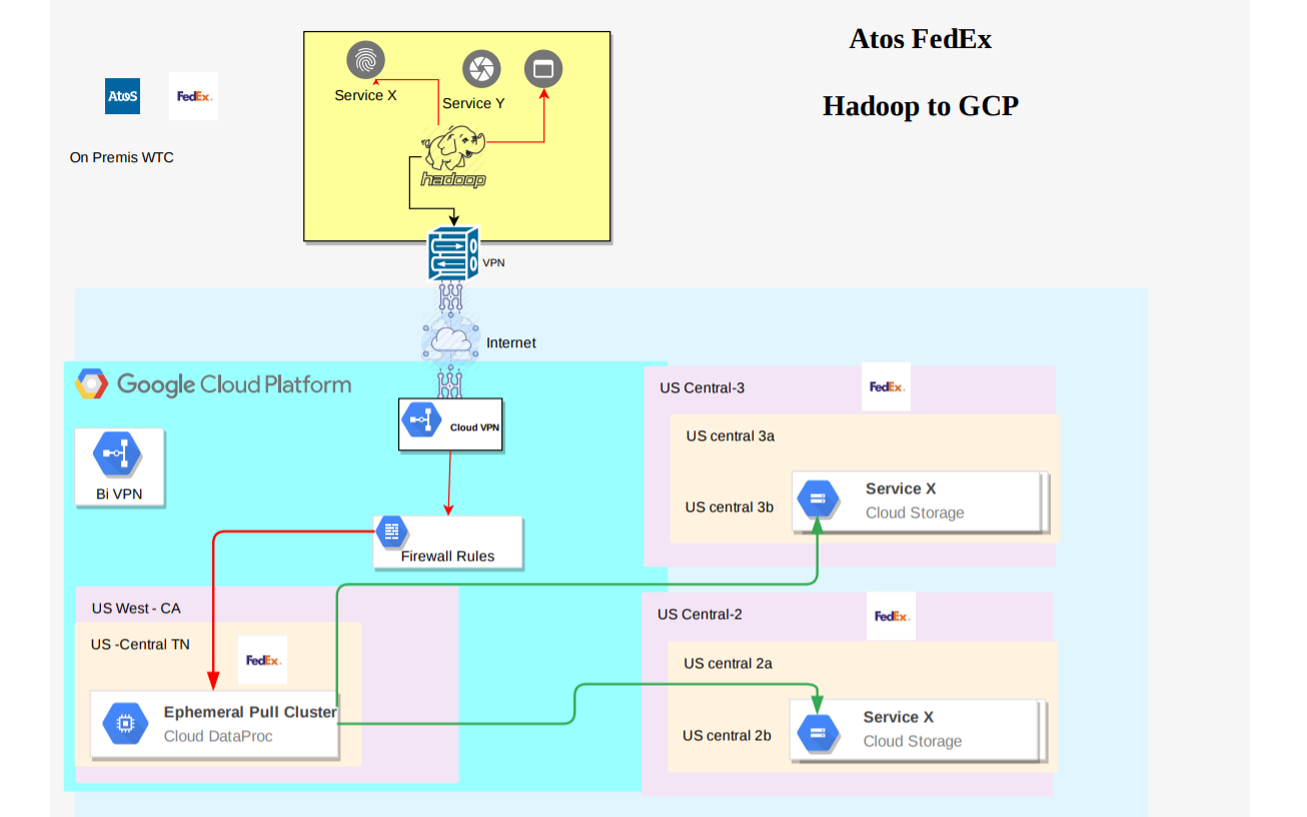 Atos FedEx
Hadoop to GCP
Atos
FedEx.
On Premis WTC
Service X
Service Y
hadoop
VPN
Internet
Google Cloud Platform
Cloud VPN
Bi VPN
Firewall Rules
US West - CA
US -Central TN
FedEx.
Ephemeral Pull Cluster
Cloud DataProc
US Central-3
FedEx.
US central 3a
US central 3b
Service X
Cloud Storage
US Central-2
FedEx.
US central 2a
US central 2b
Service X
Cloud Storage